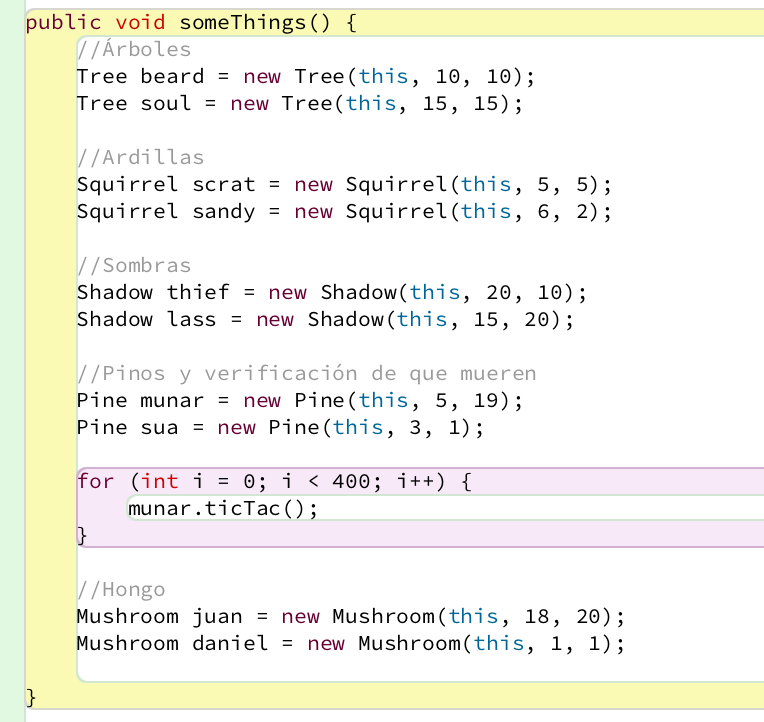 public void someThings() {
//Árboles
Tree beard = new Tree(this, 10, 10);
Tree soul = new Tree(this, 15, 15);
//Ardillas
Squirrel scrat = new Squirrel(this, 5, 5);
Squirrel sandy = new Squirrel(this, 6, 2);
//Sombras
Shadow thief = new Shadow(this, 20, 10);
Shadow lass = new Shadow(this, 15, 20);
//Pinos y verificación de que mueren
Pine munar = new Pine(this, 5, 19);
Pine sua = new Pine(this, 3, 1);
for (int i = 0; i < 400; i++) {
munar.ticTac();
}
//Hongo
Mushroom juan = new Mushroom(this, 18, 20);
Mushroom daniel = new Mushroom(this, 1, 1);
}